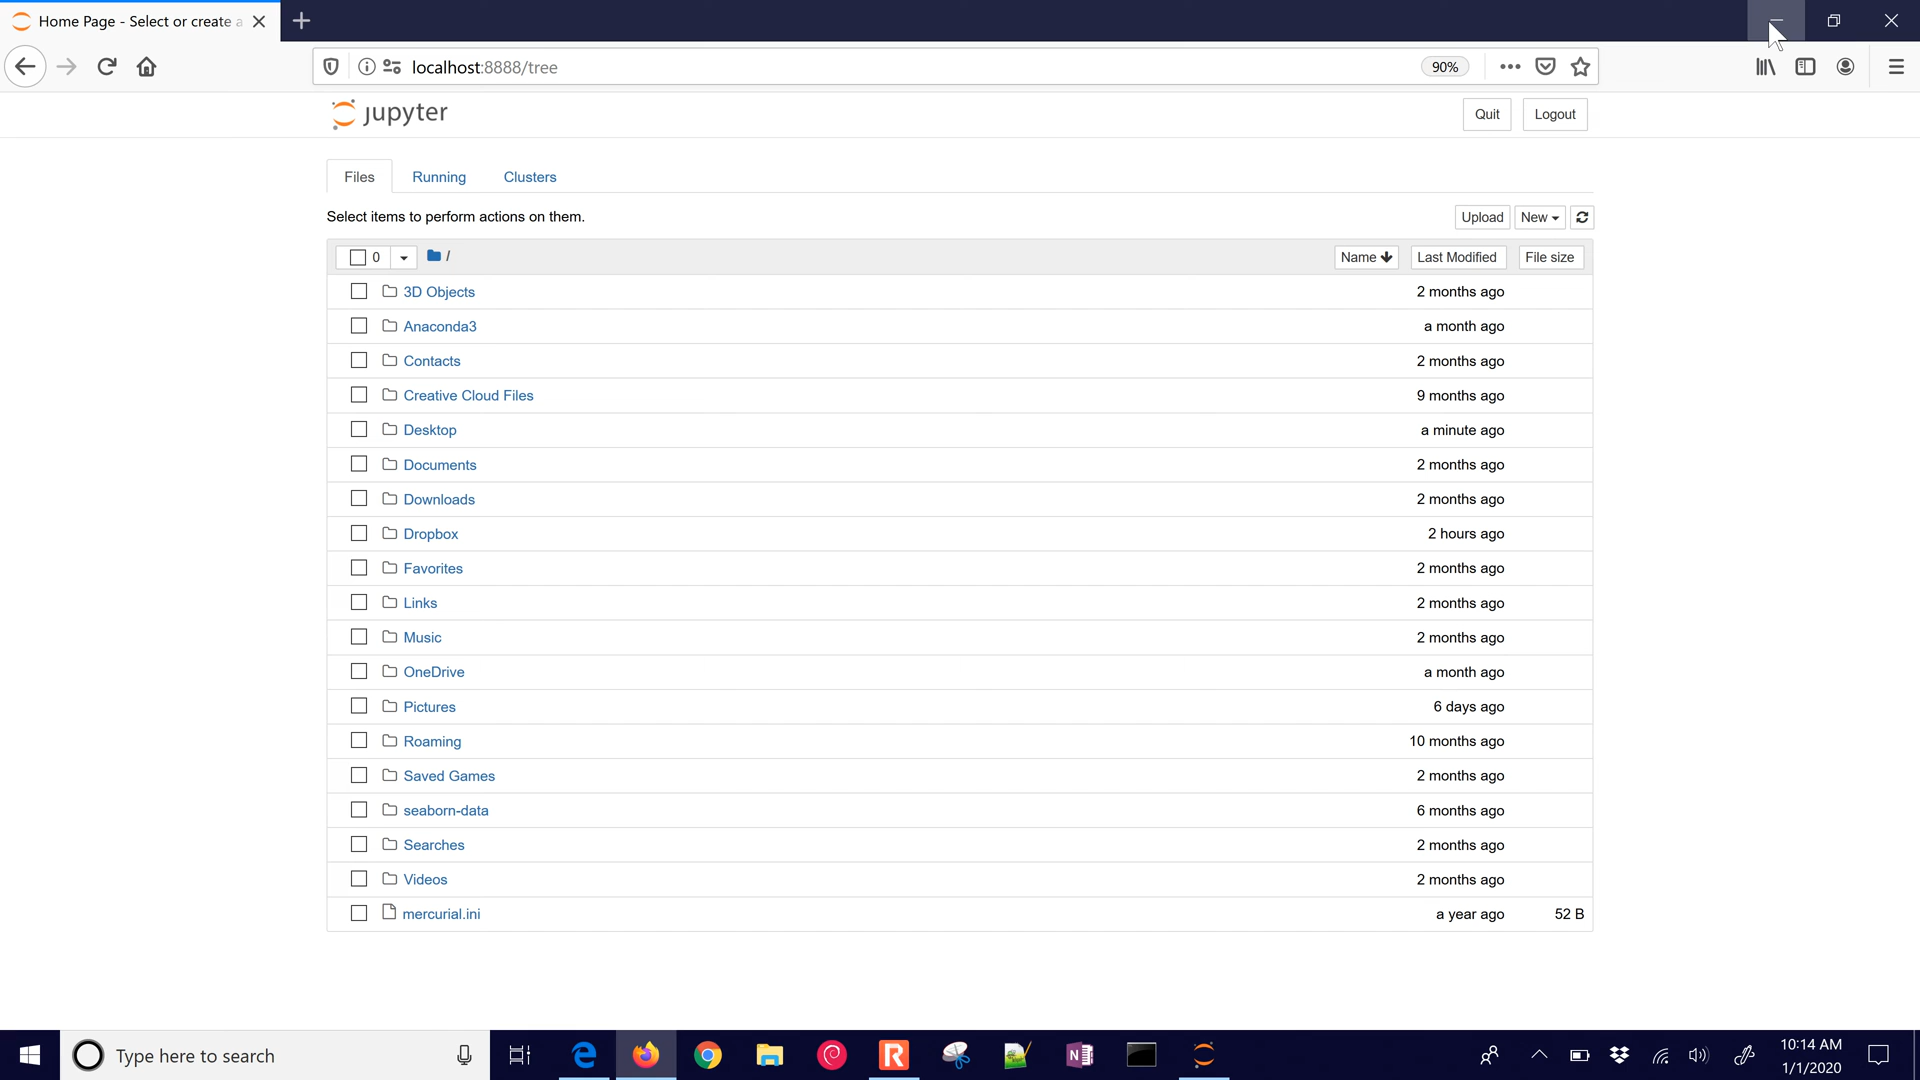 Home Page - Select or create a
localhost:8888/tree
90%
jupyter
Quit
Logout
Files
Running
Clusters
Select items to perform actions on them.
Upload
New
0
/
Name
Last Modified
File size
3D Objects
2 months ago
Anaconda3
a month ago
Contacts
2 months ago
Creative Cloud Files
9 months ago
Desktop
a minute ago
Documents
2 months ago
Downloads
2 months ago
Dropbox
2 hours ago
Favorites
2 months ago
Links
2 months ago
Music
2 months ago
OneDrive
a month ago
Pictures
6 days ago
Roaming
10 months ago
Saved Games
2 months ago
seaborn-data
6 months ago
Searches
2 months ago
Videos
2 months ago
mercurial.ini
a year ago
52 B
Type here to search
10:14 AM
1/1/2020